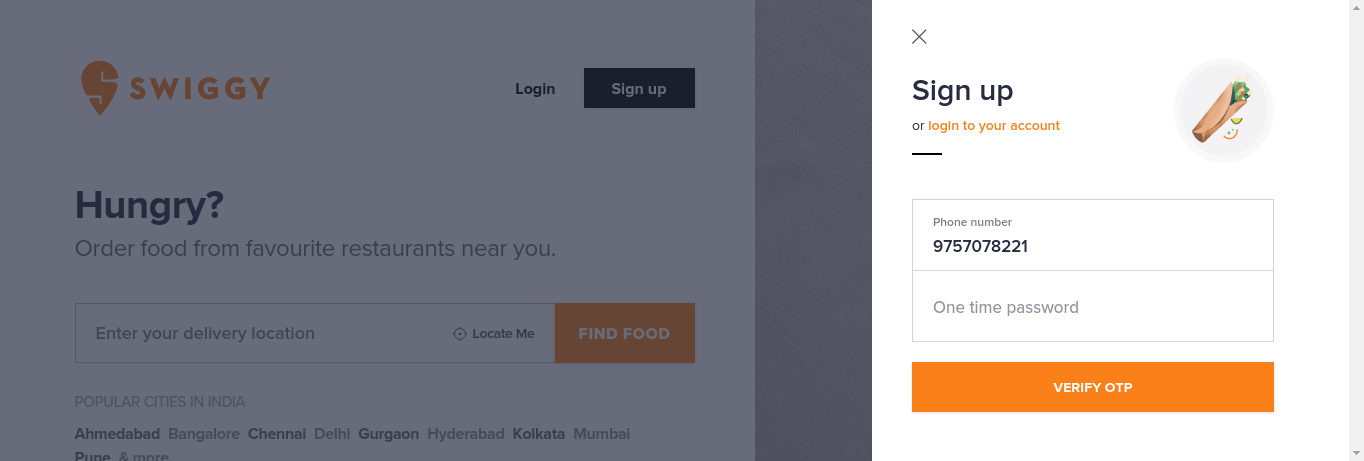 SWIGGY
Login
Sign up
Hungry?
Order food from favourite restaurants near you.
Enter your delivery location
Locate Me
FIND FOOD
POPULAR CITIES IN INDIA
Ahmedabad Bangalore Chennai Delhi Gurgaon Hyderabad Kolkata Mumbai
Pune & more.
Sign up
or login to your account
Phone number
9757078221
One time password
VERIFY OTP